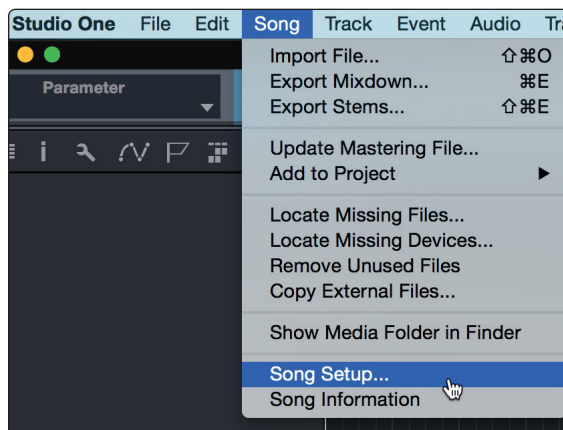 Studio One File Edit Song Track Event Audio Tr
Parameter
Import File... ⇧⌘O
Export Mixdown... ⌘E
Export Stems... ⇧⌘E
Update Mastering File...
Add to Project
Locate Missing Files...
Locate Missing Devices...
Remove Unused Files
Copy External Files...
Show Media Folder in Finder
Song Setup...
Song Information